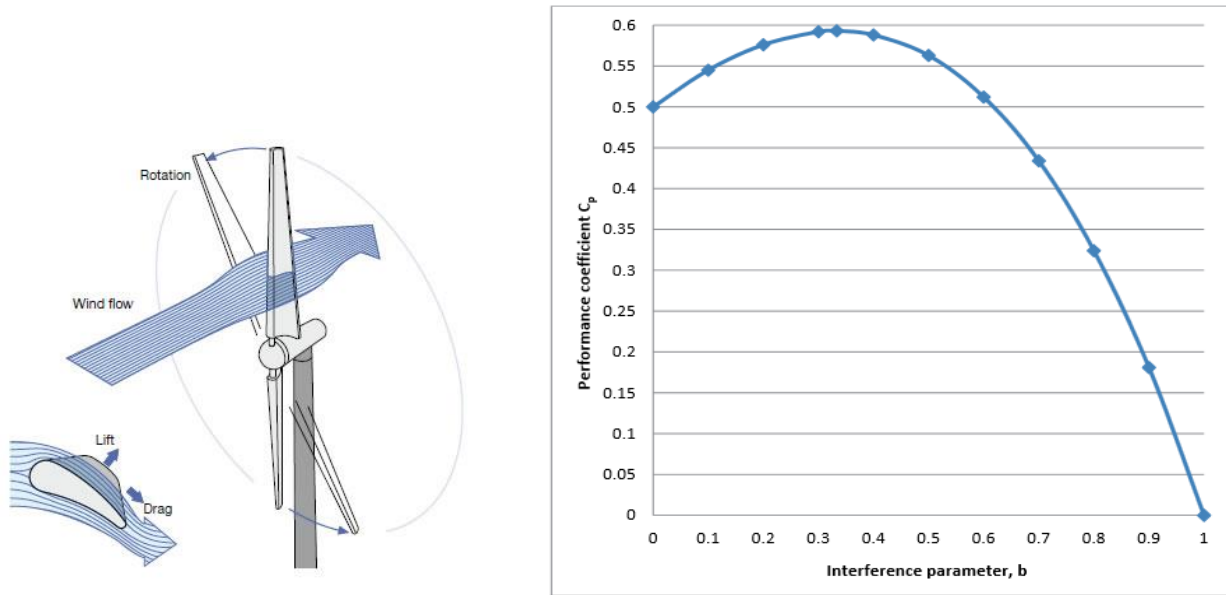 Rotation
Wind flow
Lift
Drag
Performance coefficient Cₚ
0.6
0.55
0.5
0.45
0.4
0.35
0.3
0.25
0.2
0.15
0.1
0.05
0
0 0.1 0.2 0.3 0.4 0.5 0.6 0.7 0.8 0.9 1
Interference parameter, b